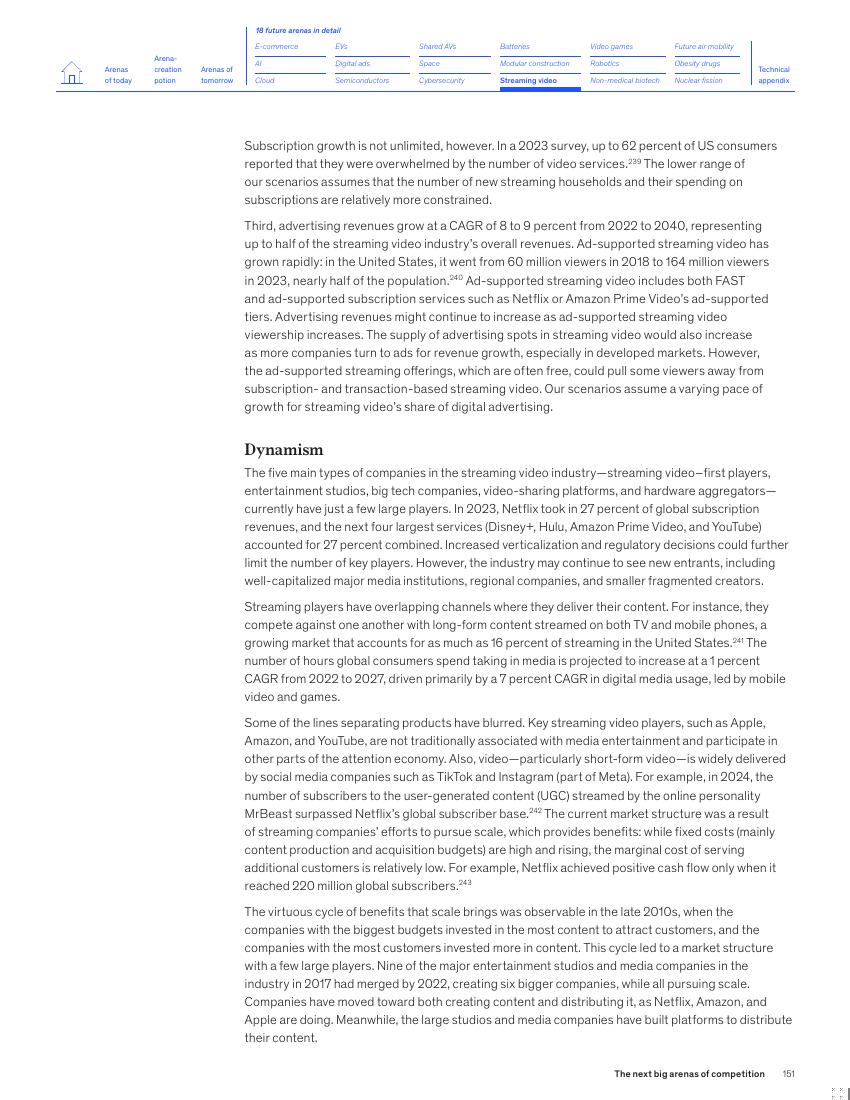 18 future arenas in detail
Arenas of today
Arena-creation potion
Arenas of tomorrow
E-commerce
EVs
Shared AVs
Batteries
Video games
Future air mobility
AI
Digital ads
Space
Modular construction
Robotics
Obesity drugs
Cloud
Semiconductors
Cybersecurity
Streaming video
Non-medical biotech
Nuclear fission
Technical appendix
Subscription growth is not unlimited, however. In a 2023 survey, up to 62 percent of US consumers
reported that they were overwhelmed by the number of video services.239 The lower range of
our scenarios assumes that the number of new streaming households and their spending on
subscriptions are relatively more constrained.
Third, advertising revenues grow at a CAGR of 8 to 9 percent from 2022 to 2040, representing
up to half of the streaming video industry's overall revenues. Ad-supported streaming video has
grown rapidly: in the United States, it went from 60 million viewers in 2018 to 164 million viewers
in 2023, nearly half of the population.240 Ad-supported streaming video includes both FAST
and ad-supported subscription services such as Netflix or Amazon Prime Video's ad-supported
tiers. Advertising revenues might continue to increase as ad-supported streaming video
viewership increases. The supply of advertising spots in streaming video would also increase
as more companies turn to ads for revenue growth, especially in developed markets. However,
the ad-supported streaming offerings, which are often free, could pull some viewers away from
subscription- and transaction-based streaming video. Our scenarios assume a varying pace of
growth for streaming video's share of digital advertising.
Dynamism
The five main types of companies in the streaming video industry—streaming video–first players,
entertainment studios, big tech companies, video-sharing platforms, and hardware aggregators—
currently have just a few large players. In 2023, Netflix took in 27 percent of global subscription
revenues, and the next four largest services (Disney+, Hulu, Amazon Prime Video, and YouTube)
accounted for 27 percent combined. Increased verticalization and regulatory decisions could further
limit the number of key players. However, the industry may continue to see new entrants, including
well-capitalized major media institutions, regional companies, and smaller fragmented creators.
Streaming players have overlapping channels where they deliver their content. For instance, they
compete against one another with long-form content streamed on both TV and mobile phones, a
growing market that accounts for as much as 16 percent of streaming in the United States.241 The
number of hours global consumers spend taking in media is projected to increase at a 1 percent
CAGR from 2022 to 2027, driven primarily by a 7 percent CAGR in digital media usage, led by mobile
video and games.
Some of the lines separating products have blurred. Key streaming video players, such as Apple,
Amazon, and YouTube, are not traditionally associated with media entertainment and participate in
other parts of the attention economy. Also, video—particularly short-form video—is widely delivered
by social media companies such as TikTok and Instagram (part of Meta). For example, in 2024, the
number of subscribers to the user-generated content (UGC) streamed by the online personality
MrBeast surpassed Netflix's global subscriber base.242 The current market structure was a result
of streaming companies' efforts to pursue scale, which provides benefits: while fixed costs (mainly
content production and acquisition budgets) are high and rising, the marginal cost of serving
additional customers is relatively low. For example, Netflix achieved positive cash flow only when it
reached 220 million global subscribers.243
The virtuous cycle of benefits that scale brings was observable in the late 2010s, when the
companies with the biggest budgets invested in the most content to attract customers, and the
companies with the most customers invested more in content. This cycle led to a market structure
with a few large players. Nine of the major entertainment studios and media companies in the
industry in 2017 had merged by 2022, creating six bigger companies, while all pursuing scale.
Companies have moved toward both creating content and distributing it, as Netflix, Amazon, and
Apple are doing. Meanwhile, the large studios and media companies have built platforms to distribute
their content.
The next big arenas of competition 151